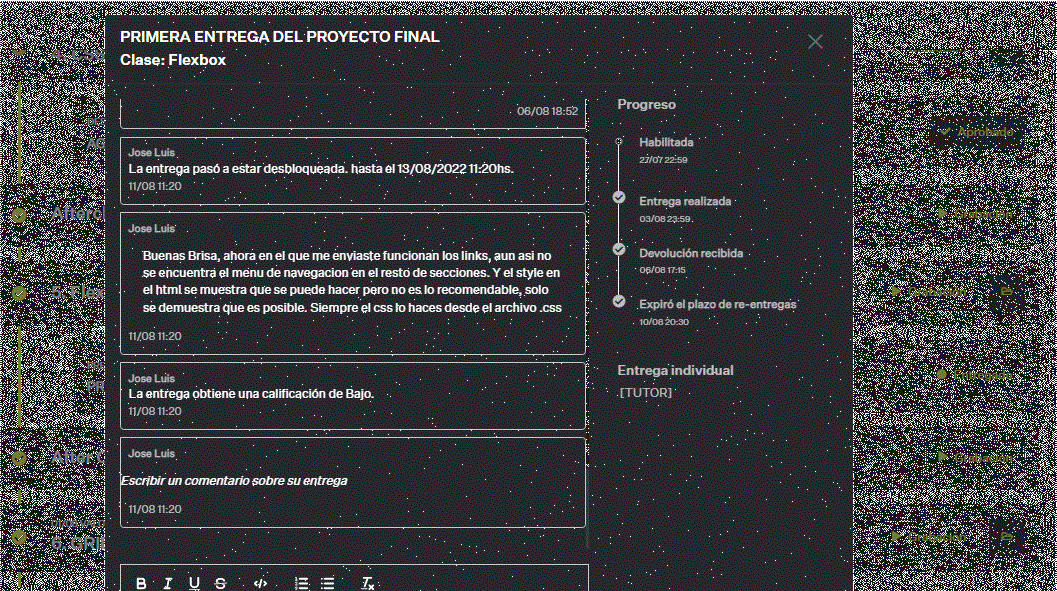 PRIMERA ENTREGA DEL PROYECTO FINAL
Clase: Flexbox
06/08 18:52
Jose Luis
La entrega pasó a estar desbloqueada. hasta el 13/08/2022 11:20hs.
11/08 11:20
Jose Luis
Buenas Brisa, ahora en el que me enviaste funcionan los links, aun asi no
se encuentra el menu de navegacion en el resto de secciones. Y el style en
el html se muestra que se puede hacer pero no es lo recomendable, solo
se demuestra que es posible. Siempre el css lo haces desde el archivo .css
11/08 11:20
Jose Luis
La entrega obtiene una calificación de Bajo.
11/08 11:20
Jose Luis
Escribir un comentario sobre su entrega
11/08 11:20
B I U S </> Tx
Progreso
Habilitada
27/07 22:59
Entrega realizada
03/08 23:59
Devolución recibida
06/08 17:15
Expiró el plazo de re-entregas
10/08 20:30
Entrega individual
[TUTOR]
Aprobado